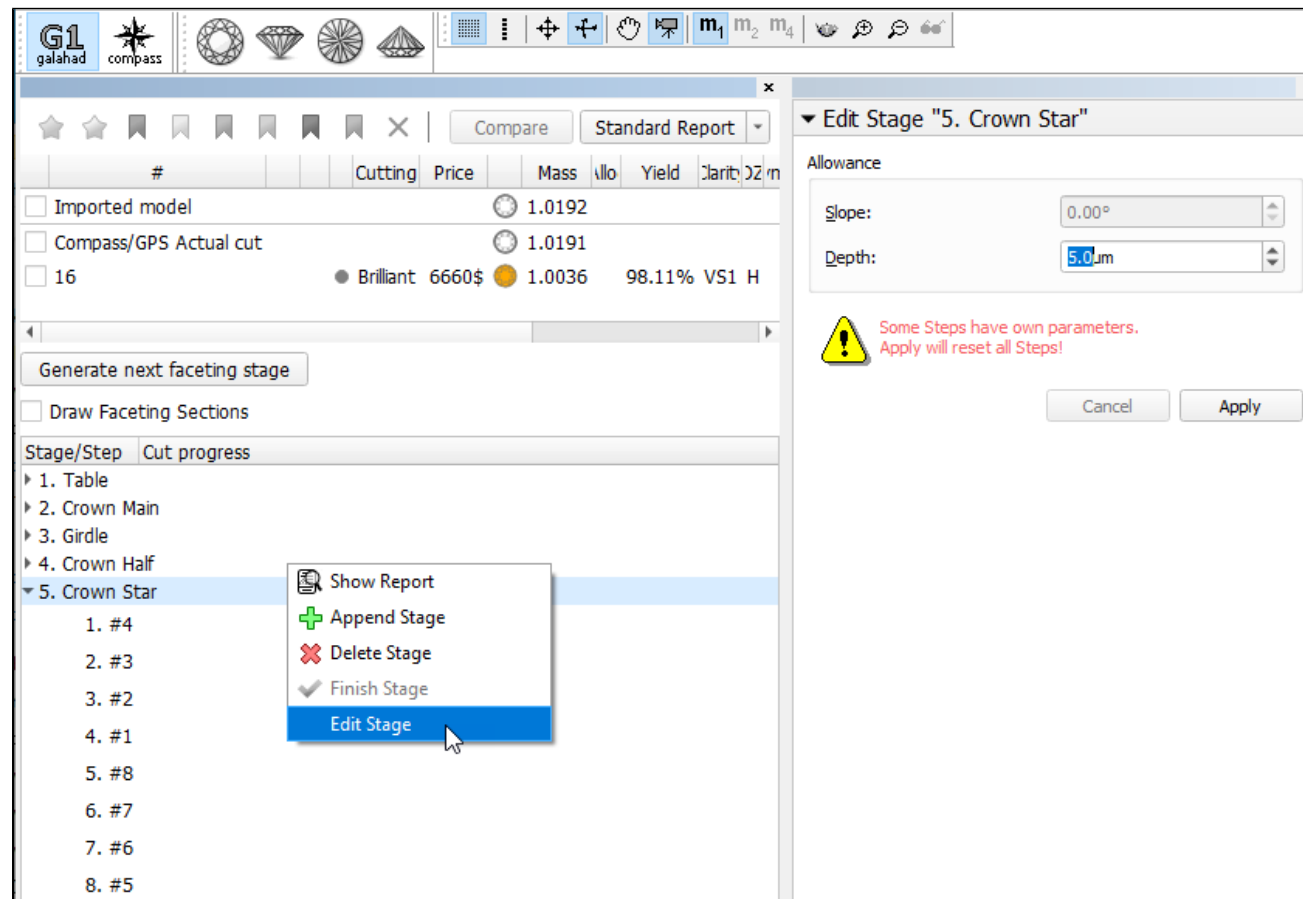 G1
galahad
compass
m1 m2 m4
Compare
Standard Report
# Cutting Price Mass Yield
Imported model 1.0192
Compass/GPS Actual cut 1.0191
16 Brilliant 6660$ 1.0036 98.11% VS1 H
Generate next faceting stage
Draw Faceting Sections
Stage/Step Cut progress
1. Table
2. Crown Main
3. Girdle
4. Crown Half
5. Crown Star
1. #4
2. #3
3. #2
4. #1
5. #8
6. #7
7. #6
8. #5
Show Report
Append Stage
Delete Stage
Finish Stage
Edit Stage
Edit Stage "5. Crown Star"
Allowance
Slope: 0.00°
Depth: 5.0um
Some Steps have own parameters.
Apply will reset all Steps!
Cancel
Apply